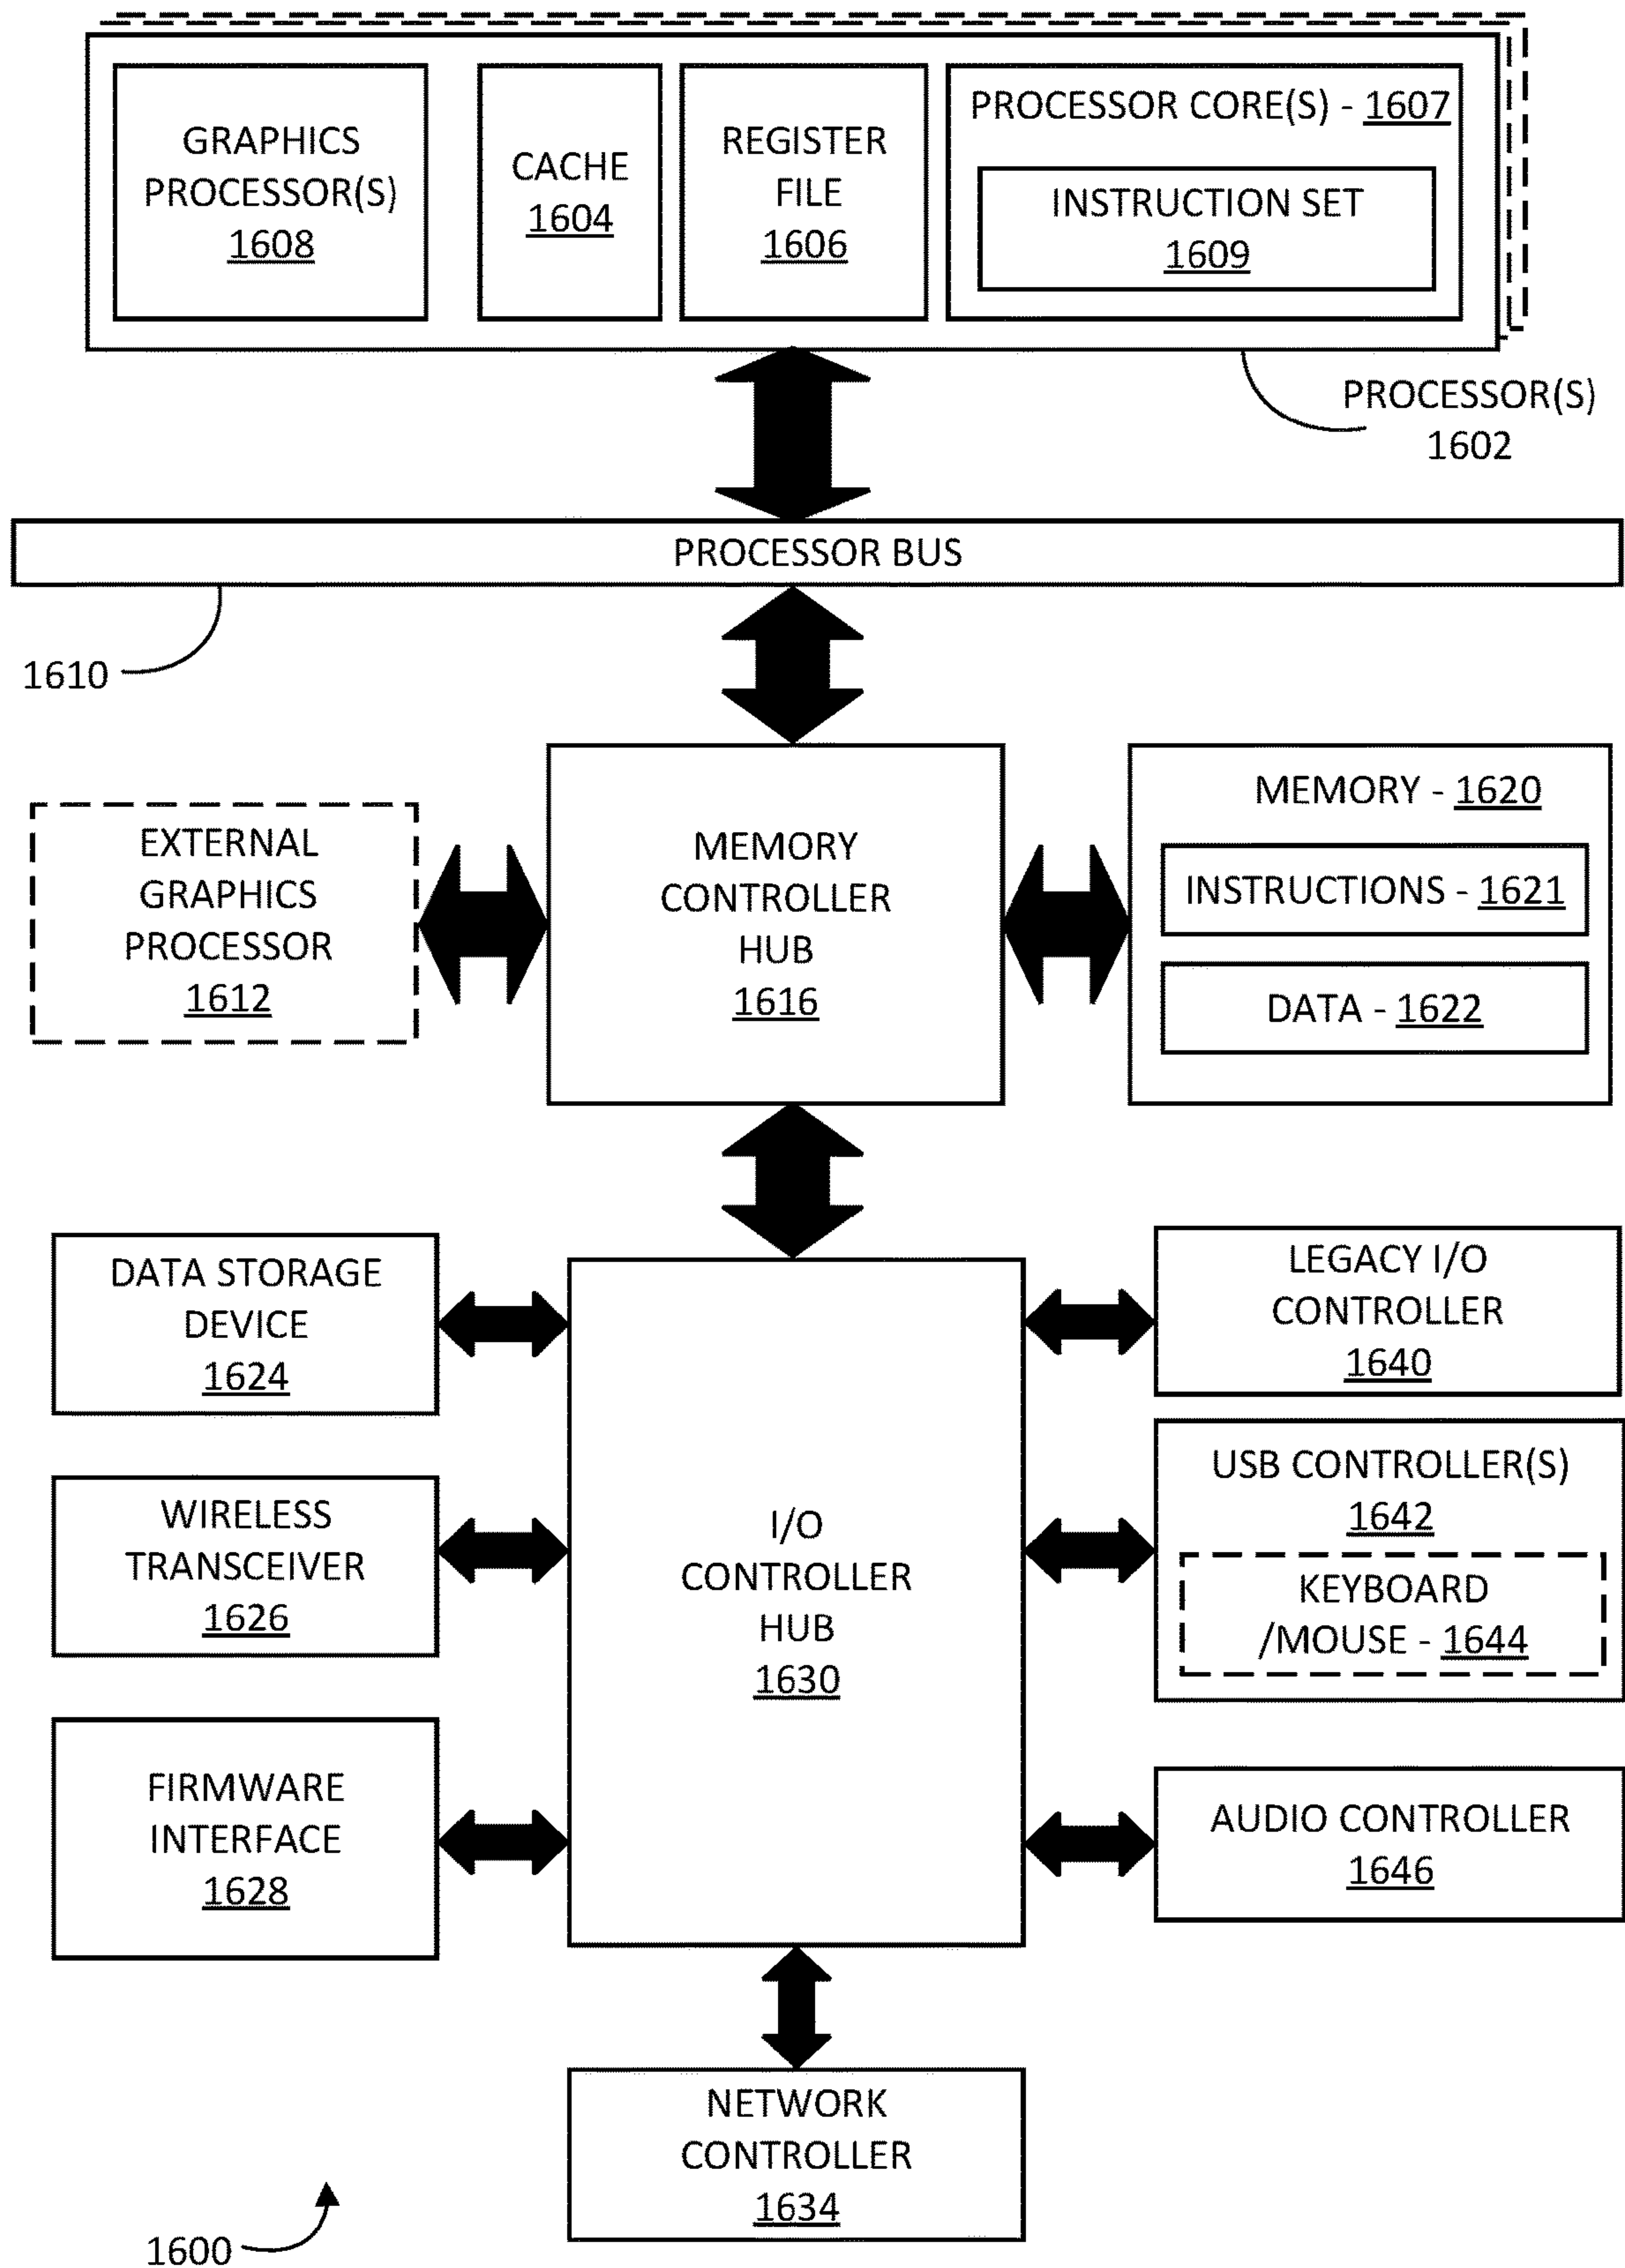 GRAPHICS
PROCESSOR(S)
1608
CACHE
1604
REGISTER
FILE
1606
PROCESSOR CORE(S) - 1607
INSTRUCTION SET
1609
PROCESSOR(S)
1602
PROCESSOR BUS
1610
EXTERNAL
GRAPHICS
PROCESSOR
1612
MEMORY
CONTROLLER
HUB
1616
MEMORY - 1620
INSTRUCTIONS - 1621
DATA - 1622
DATA STORAGE
DEVICE
1624
WIRELESS
TRANSCEIVER
1626
FIRMWARE
INTERFACE
1628
I/O
CONTROLLER
HUB
1630
LEGACY I/O
CONTROLLER
1640
USB CONTROLLER(S)
1642
KEYBOARD
/MOUSE - 1644
AUDIO CONTROLLER
1646
NETWORK
CONTROLLER
1634
1600